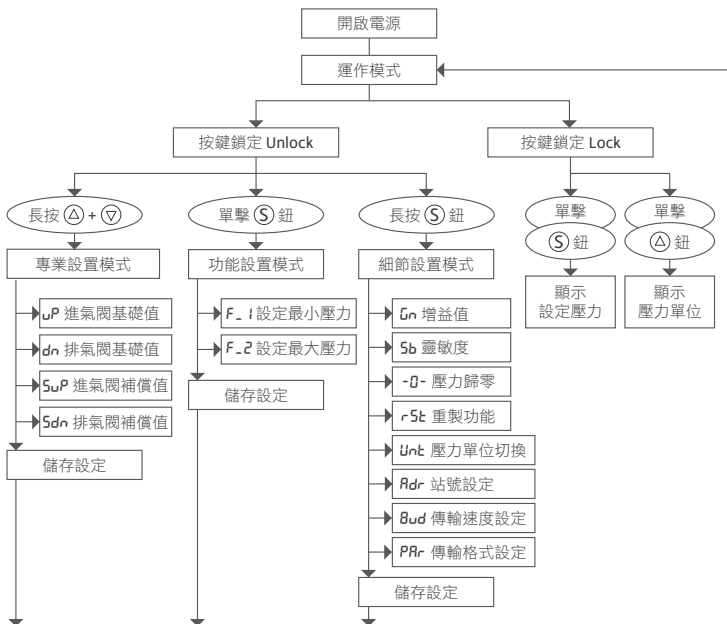 開啟電源
運作模式
按鍵鎖定 Unlock
按鍵鎖定 Lock
長按 △ + ▽
單擊 Ⓢ 鈕
長按 Ⓢ 鈕
單擊
Ⓢ 鈕
單擊
△ 鈕
專業設置模式
功能設置模式
細節設置模式
顯示
設定壓力
顯示
壓力單位
uP 進氣閥基礎值
dn 排氣閥基礎值
SuP 進氣閥補償值
Sdn 排氣閥補償值
儲存設定
F_1 設定最小壓力
F_2 設定最大壓力
儲存設定
Gn 增益值
Sb 靈敏度
-0- 壓力歸零
rSt 重製功能
Unt 壓力單位切換
Adr 站號設定
Bud 傳輸速度設定
PAr 傳輸格式設定
儲存設定